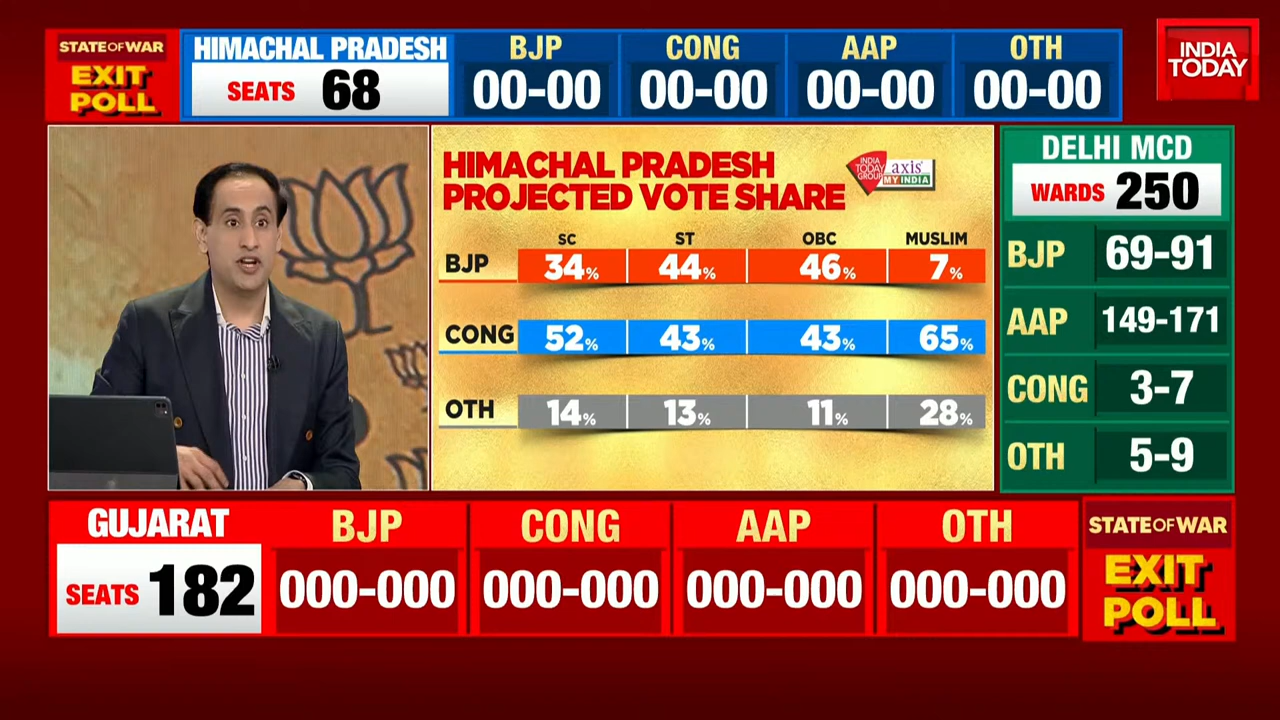 STATE OF WAR
EXIT
POLL
HIMACHAL PRADESH
SEATS 68
BJP CONG AAP OTH
00-00 00-00 00-00 00-00
INDIA
TODAY
HIMACHAL PRADESH
PROJECTED VOTE SHARE
INDIA
TODAY
GROUP
axis
MY INDIA
SC ST OBC MUSLIM
BJP 34% 44% 46% 7%
CONG 52% 43% 43% 65%
OTH 14% 13% 11% 28%
DELHI MCD
WARDS 250
BJP 69-91
AAP 149-171
CONG 3-7
OTH 5-9
GUJARAT
SEATS 182
BJP CONG AAP OTH
000-000 000-000 000-000 000-000
STATE OF WAR
EXIT
POLL